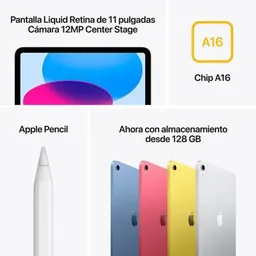 Pantalla Liquid Retina de 11 pulgadas
Cámara 12MP Center Stage
A16
Chip A16
Apple Pencil
Ahora con almacenamiento
desde 128 GB